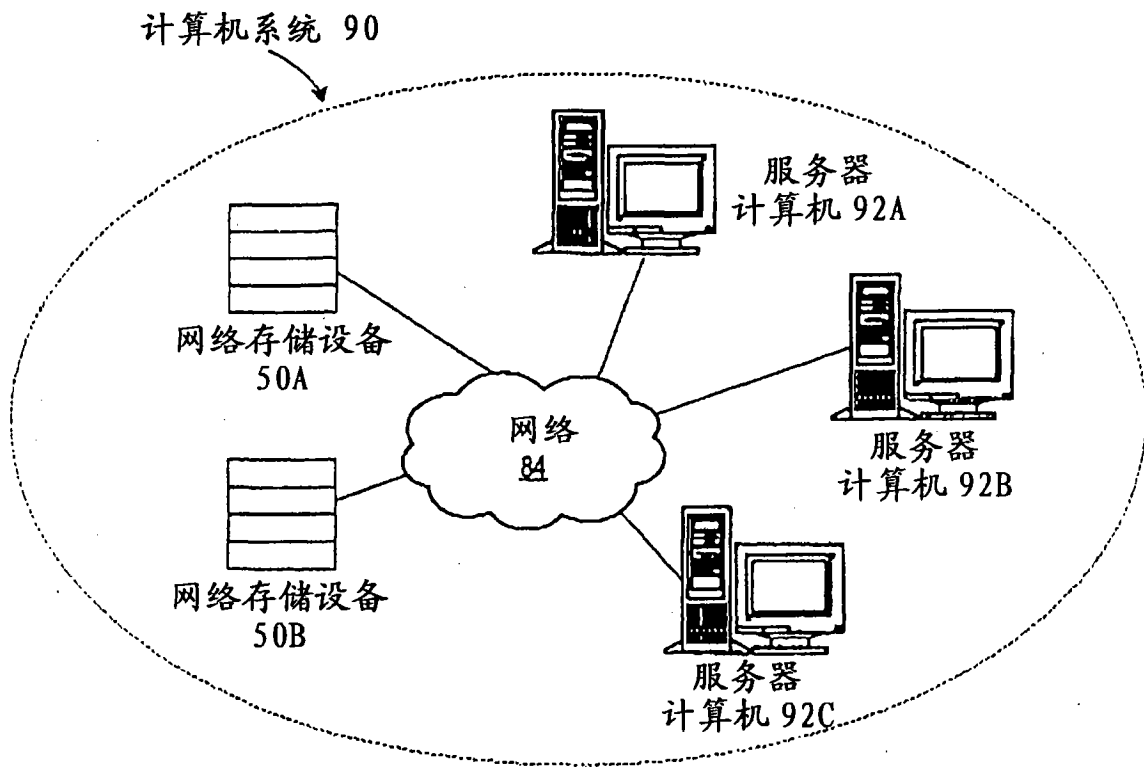 计算机系统 90
服务器
计算机 92A
网络存储设备
50A
网络
84
服务器
计算机 92B
网络存储设备
50B
服务器
计算机 92C